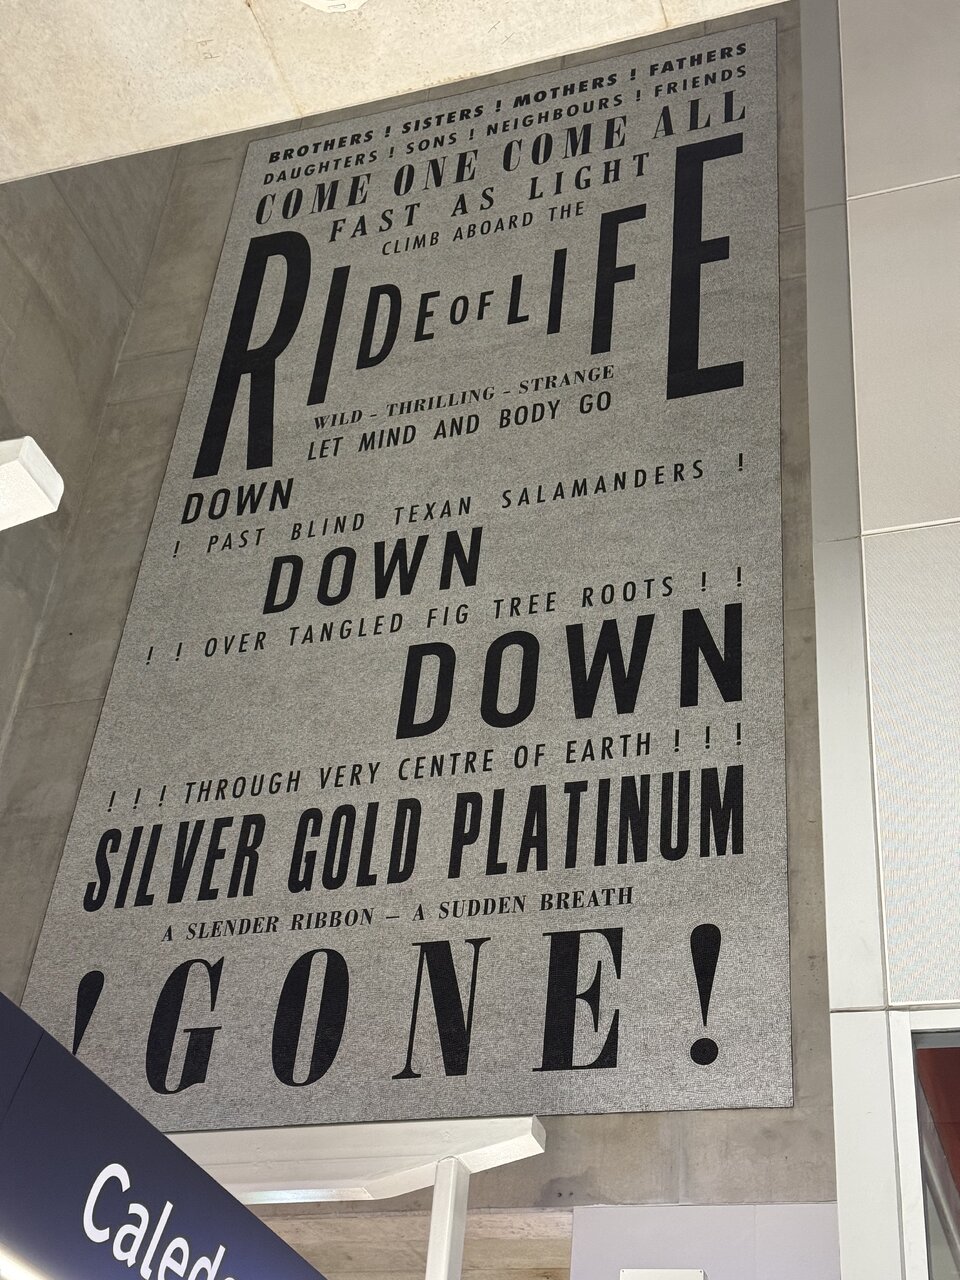 BROTHERS ! SISTERS ! MOTHERS ! FATHERS
DAUGHTERS ! SONS ! NEIGHBOURS ! FRIENDS
COME ONE COME ALL
FAST AS LIGHT
CLIMB ABOARD THE
RIDE OF LIFE
WILD - THRILLING - STRANGE
LET MIND AND BODY GO
DOWN
! PAST BLIND TEXAN SALAMANDERS !
DOWN
! ! OVER TANGLED FIG TREE ROOTS ! !
DOWN
! ! ! THROUGH VERY CENTRE OF EARTH ! ! !
SILVER GOLD PLATINUM
A SLENDER RIBBON – A SUDDEN BREATH
! GONE !